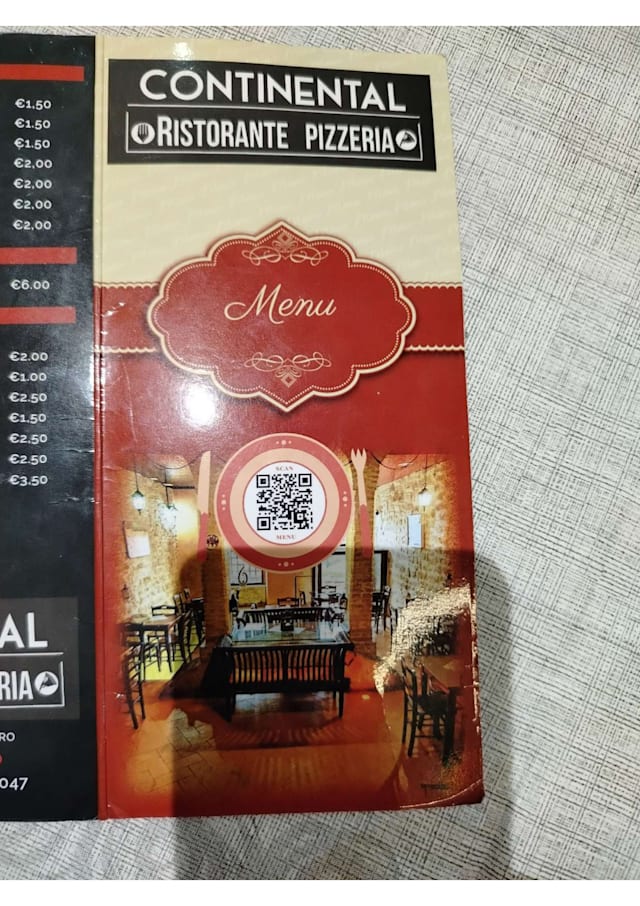 €1.50
€1.50
€1.50
€2,00
€2,00
€2,00
€2,00
€6.00
€2.00
€1.00
€2.50
€1.50
€2.50
€2.50
€3.50
AL
RIA
RO
047
CONTINENTAL
RISTORANTE PIZZERIA
Menu
SCAN
MENU